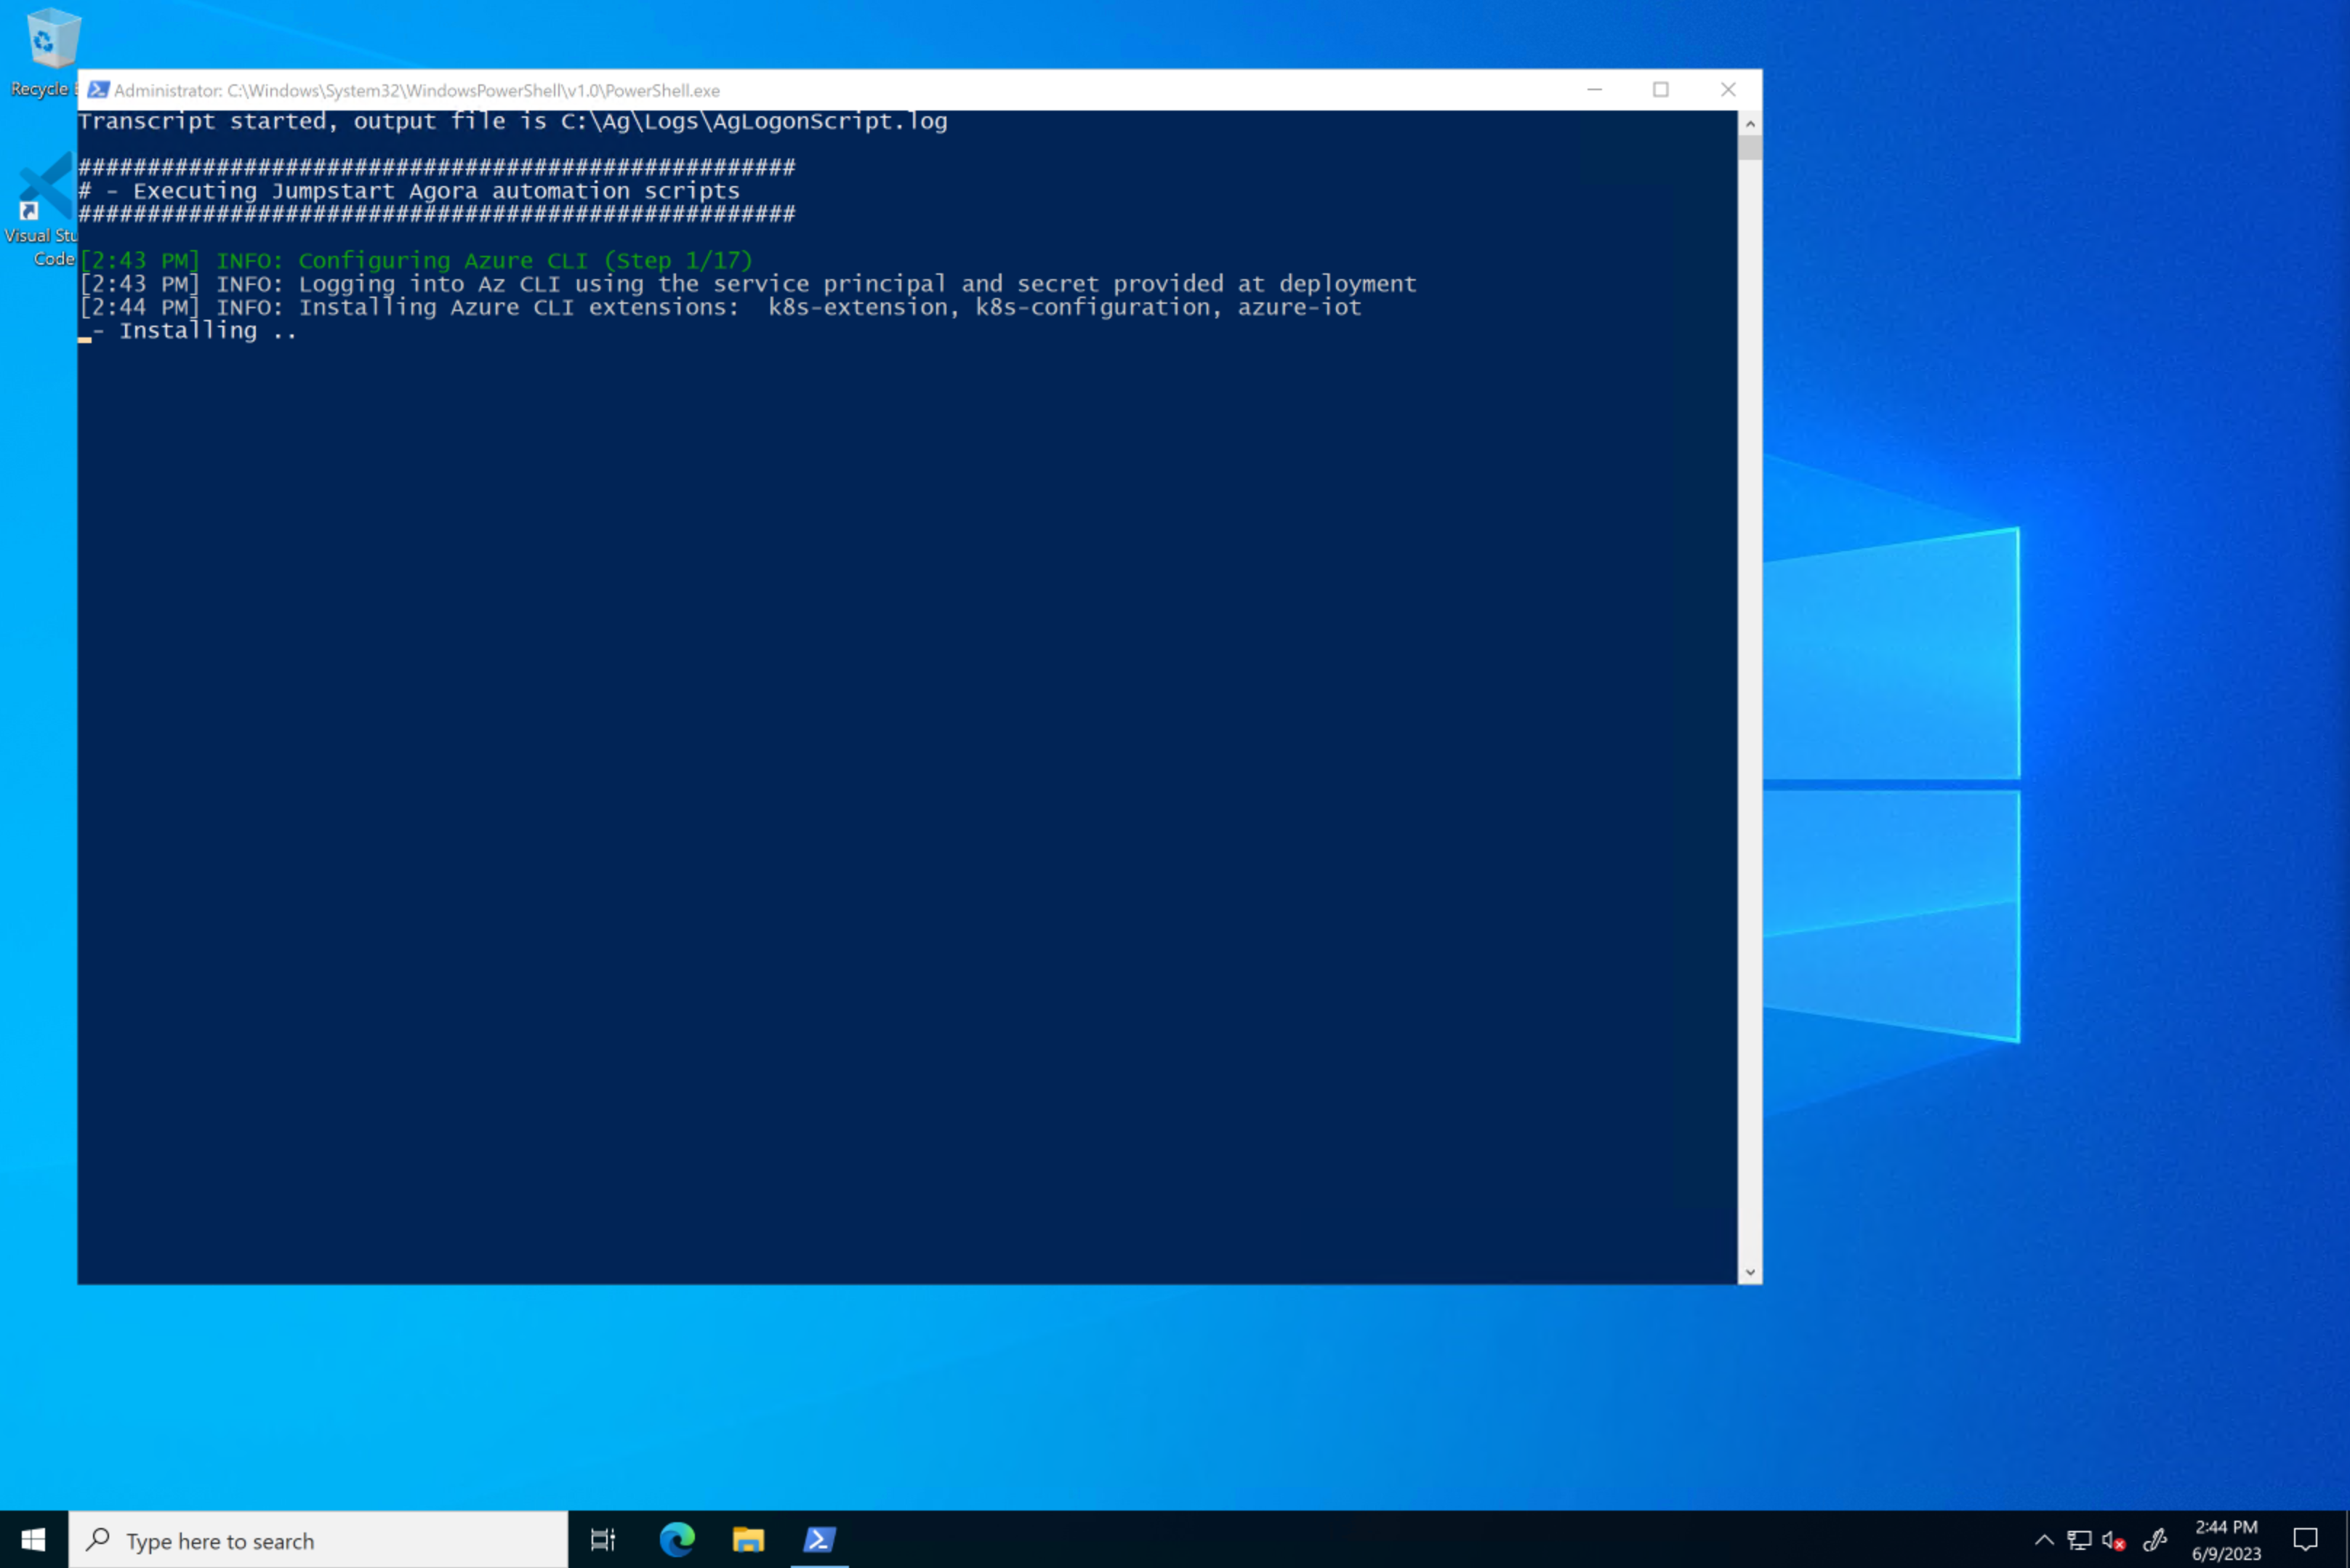 Recycle
Administrator: C:\Windows\System32\WindowsPowerShell\v1.0\PowerShell.exe
Transcript started, output file is C:\Ag\Logs\AgLogonScript.log
####################################################
# - Executing Jumpstart Agora automation scripts
####################################################
Visual Stu
Code
[2:43 PM] INFO: Configuring Azure CLI (Step 1/17)
[2:43 PM] INFO: Logging into Az CLI using the service principal and secret provided at deployment
[2:44 PM] INFO: Installing Azure CLI extensions:  k8s-extension, k8s-configuration, azure-iot
- Installing ..
Type here to search
2:44 PM
6/9/2023